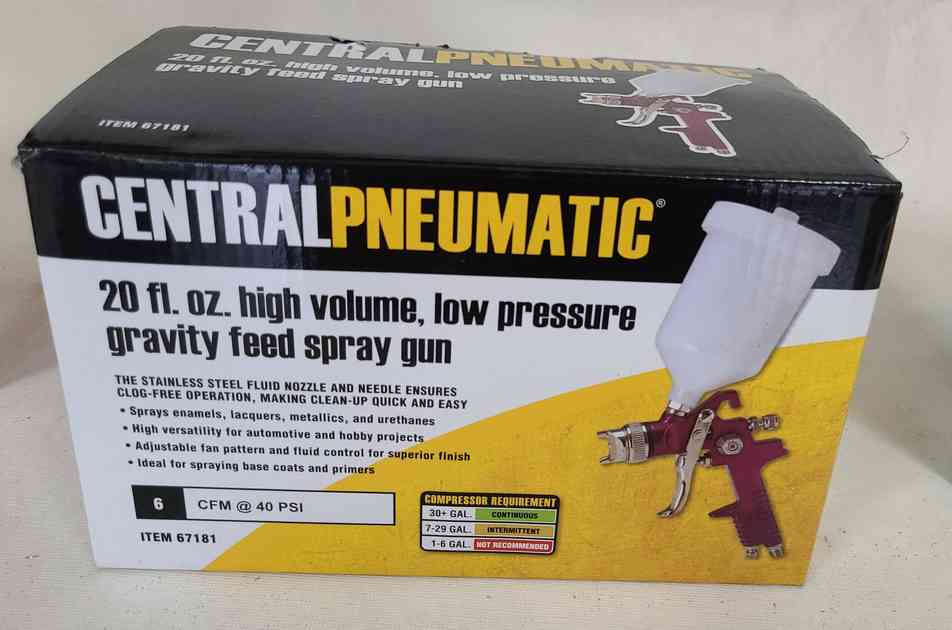 CENTRALPNEUMATIC
20 fl. oz. high volume, low pressure
gravity feed spray gun
ITEM 67181
CENTRALPNEUMATIC®
20 fl. oz. high volume, low pressure
gravity feed spray gun
THE STAINLESS STEEL FLUID NOZZLE AND NEEDLE ENSURES
CLOG-FREE OPERATION, MAKING CLEAN-UP QUICK AND EASY
• Sprays enamels, lacquers, metallics, and urethanes
• High versatility for automotive and hobby projects
• Adjustable fan pattern and fluid control for superior finish
• Ideal for spraying base coats and primers
6 CFM @ 40 PSI
ITEM 67181
COMPRESSOR REQUIREMENT
30+ GAL. CONTINUOUS
7-29 GAL. INTERMITTENT
1-6 GAL. NOT RECOMMENDED